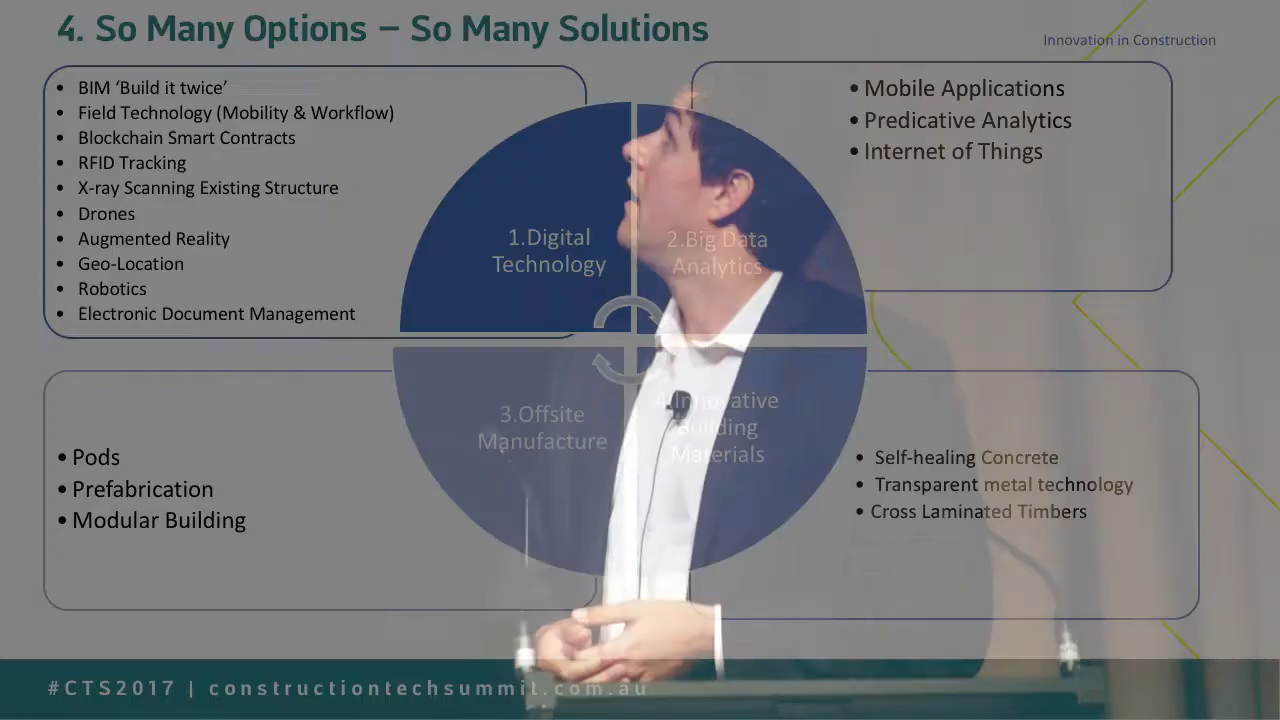 4. So Many Options – So Many Solutions
Innovation in Construction
• BIM ‘Build it twice’
• Field Technology (Mobility & Workflow)
• Blockchain Smart Contracts
• RFID Tracking
• X-ray Scanning Existing Structure
• Drones
• Augmented Reality
• Geo-Location
• Robotics
• Electronic Document Management
• Mobile Applications
• Predicative Analytics
• Internet of Things
1.Digital
Technology
2.Big Data
Analytics
3.Offsite
Manufacture
4.Innovative
Building
Materials
• Pods
• Prefabrication
• Modular Building
• Self-healing Concrete
• Transparent metal technology
• Cross Laminated Timbers
#CTS2017 | constructiontechsummit.com.au